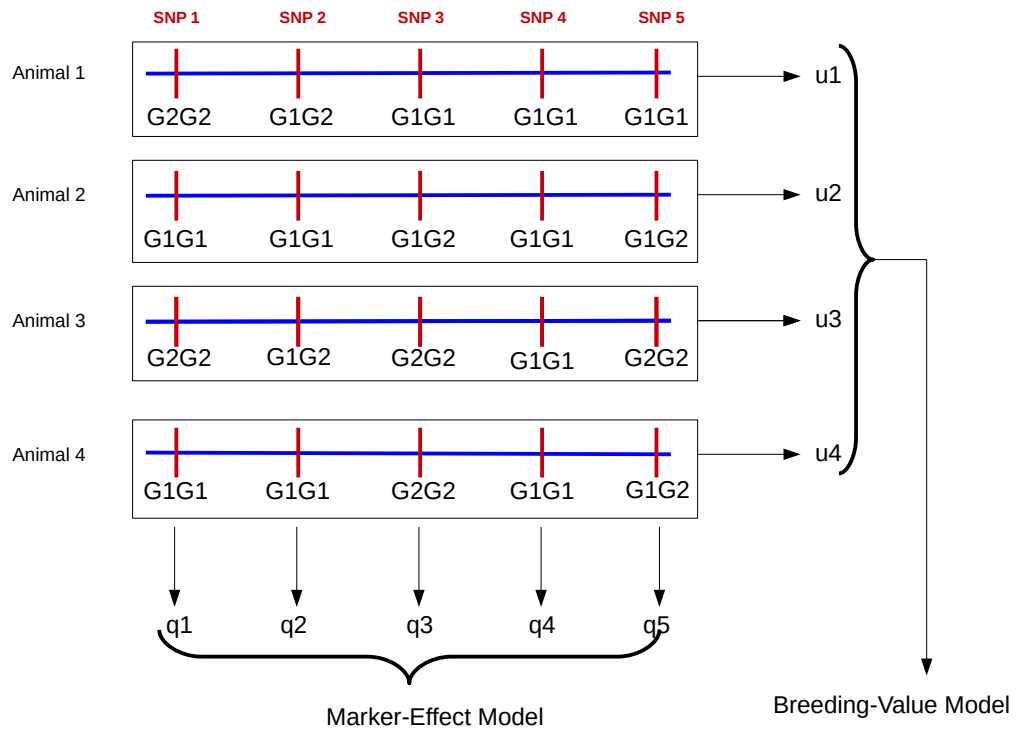 SNP 1 SNP 2 SNP 3 SNP 4 SNP 5
Animal 1 u1
G2G2 G1G2 G1G1 G1G1 G1G1
Animal 2 u2
G1G1 G1G1 G1G2 G1G1 G1G2
Animal 3 u3
G2G2 G1G2 G2G2 G1G1 G2G2
Animal 4 u4
G1G1 G1G1 G2G2 G1G1 G1G2
q1 q2 q3 q4 q5
Marker-Effect Model Breeding-Value Model